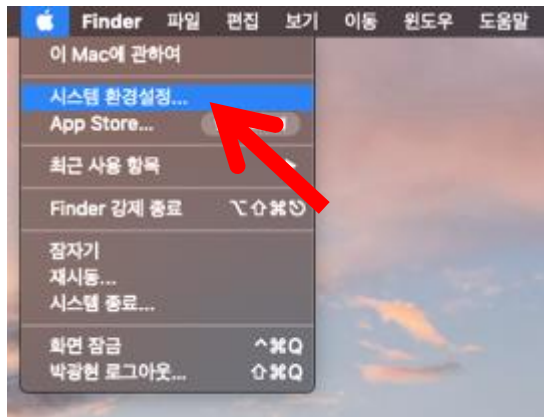 Finder 파일 편집 보기 이동 윈도우 도움말
이 Mac에 관하여
시스템 환경설정...
App Store...
최근 사용 항목
Finder 강제 종료 ⌥⇧⌘⎋
잠자기
재시동...
시스템 종료...
화면 잠금 ^⌘Q
박광현 로그아웃... ⇧⌘Q